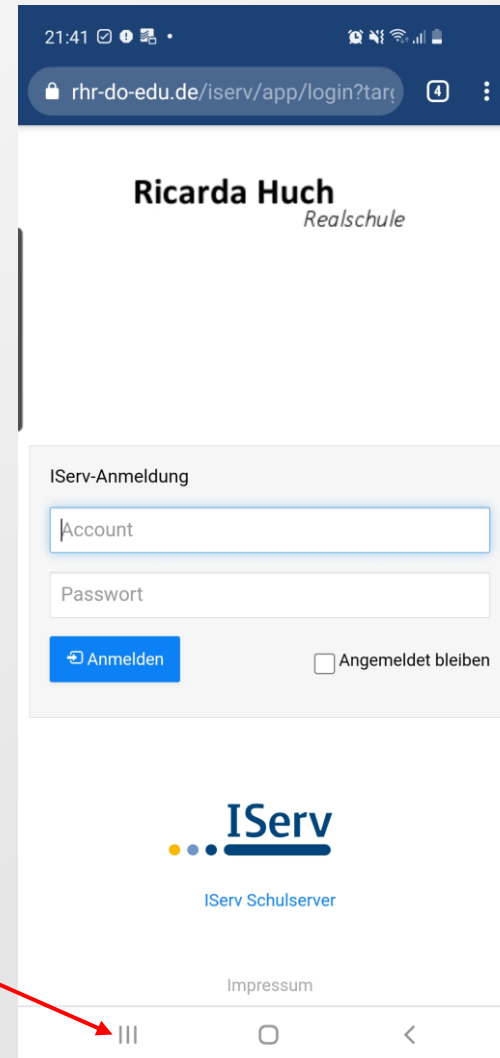 21:41
rhr-do-edu.de/iserv/app/login?targ
4
Ricarda Huch
Realschule
IServ-Anmeldung
Account
Passwort
Anmelden
Angemeldet bleiben
IServ
IServ Schulserver
Impressum